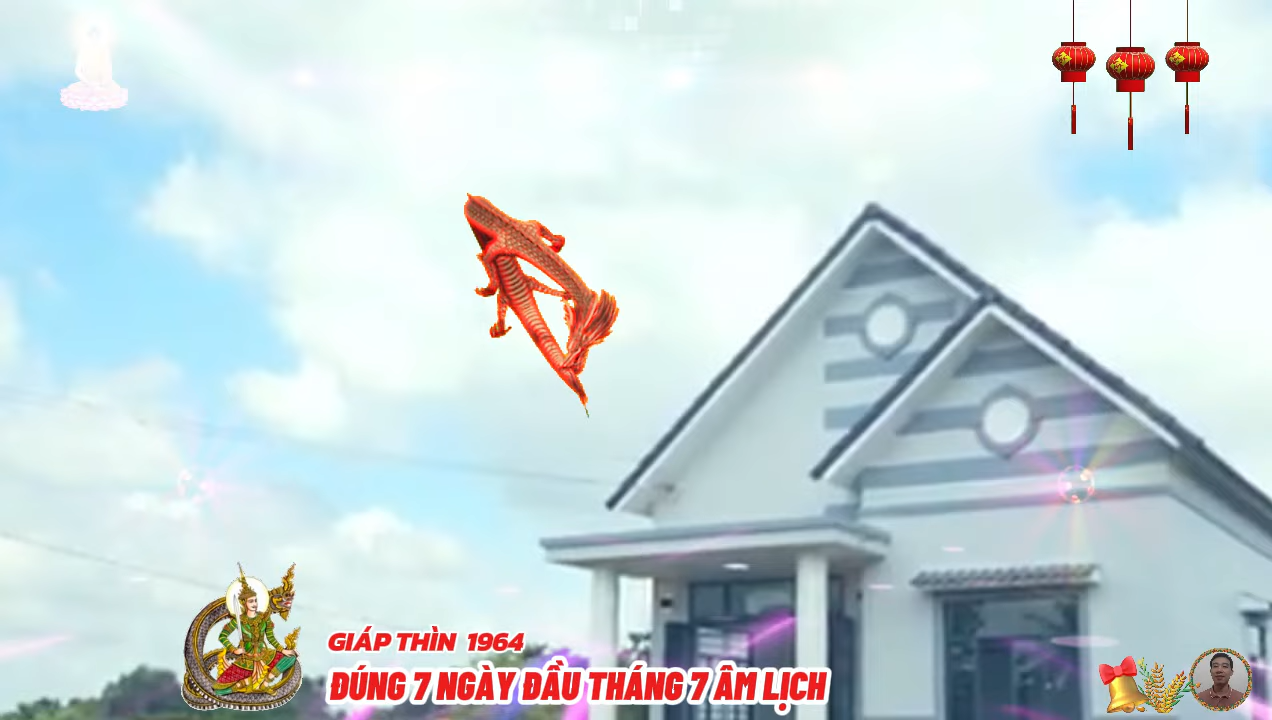 GIÁP THÌN 1964
ĐÚNG 7 NGÀY ĐẦU THÁNG 7 ÂM LỊCH